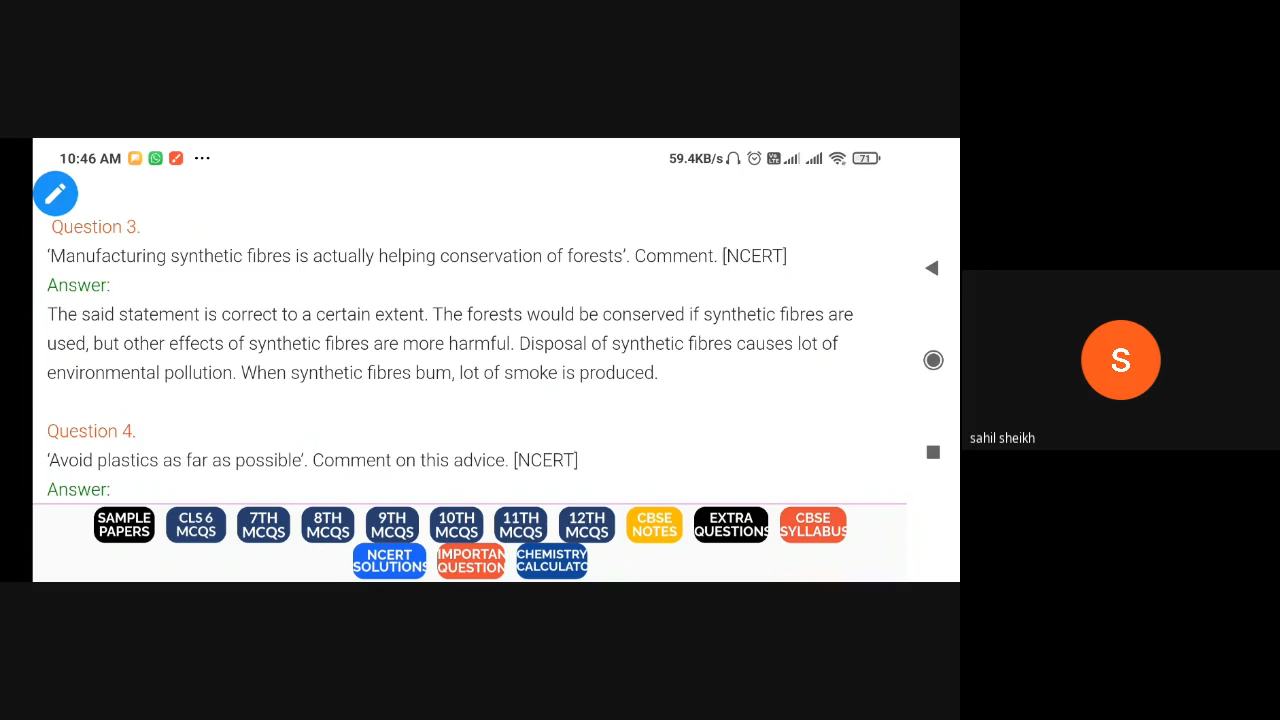 10:46 AM ...
59.4KB/s Vo LTE 71
Question 3.
‘Manufacturing synthetic fibres is actually helping conservation of forests’. Comment. [NCERT]
Answer:
The said statement is correct to a certain extent. The forests would be conserved if synthetic fibres are
used, but other effects of synthetic fibres are more harmful. Disposal of synthetic fibres causes lot of
environmental pollution. When synthetic fibres bum, lot of smoke is produced.
Question 4.
‘Avoid plastics as far as possible’. Comment on this advice. [NCERT]
Answer:
SAMPLE PAPERS
CLS 6 MCQS
7TH MCQS
8TH MCQS
9TH MCQS
10TH MCQS
11TH MCQS
12TH MCQS
CBSE NOTES
EXTRA QUESTIONS
CBSE SYLLABUS
NCERT SOLUTIONS
IMPORTAN QUESTION
CHEMISTRY CALCULATO
S
sahil sheikh